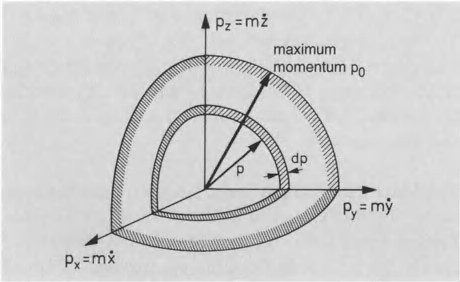 p_z = mż
maximum
momentum p_0
p
dp
p_y = mẏ
p_x = mẋ